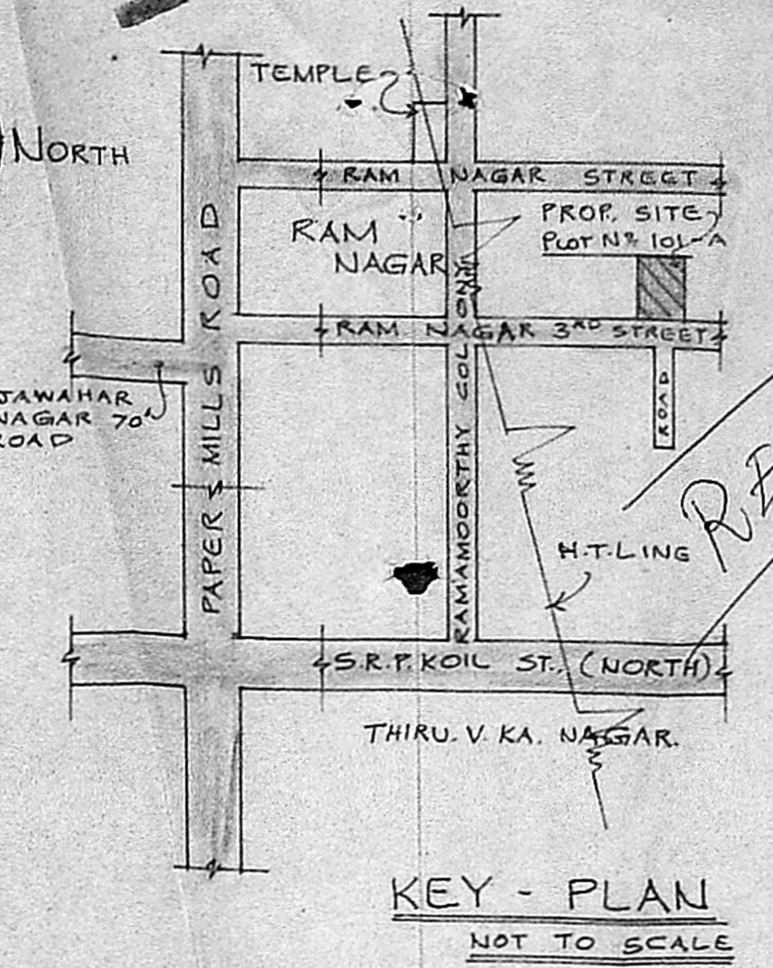 TEMPLE
NORTH
RAM NAGAR STREET
PROP. SITE
PLOT Nº 101-A
RAM
NAGAR
RAM NAGAR 3RD STREET
PAPER MILLS ROAD
RAMAMOORTHY COLONY
ROAD
JAWAHAR
NAGAR 70'
ROAD
H.T.LINE
S.R.P. KOIL ST., (NORTH)
THIRU. V. KA. NAGAR.
KEY - PLAN
NOT TO SCALE